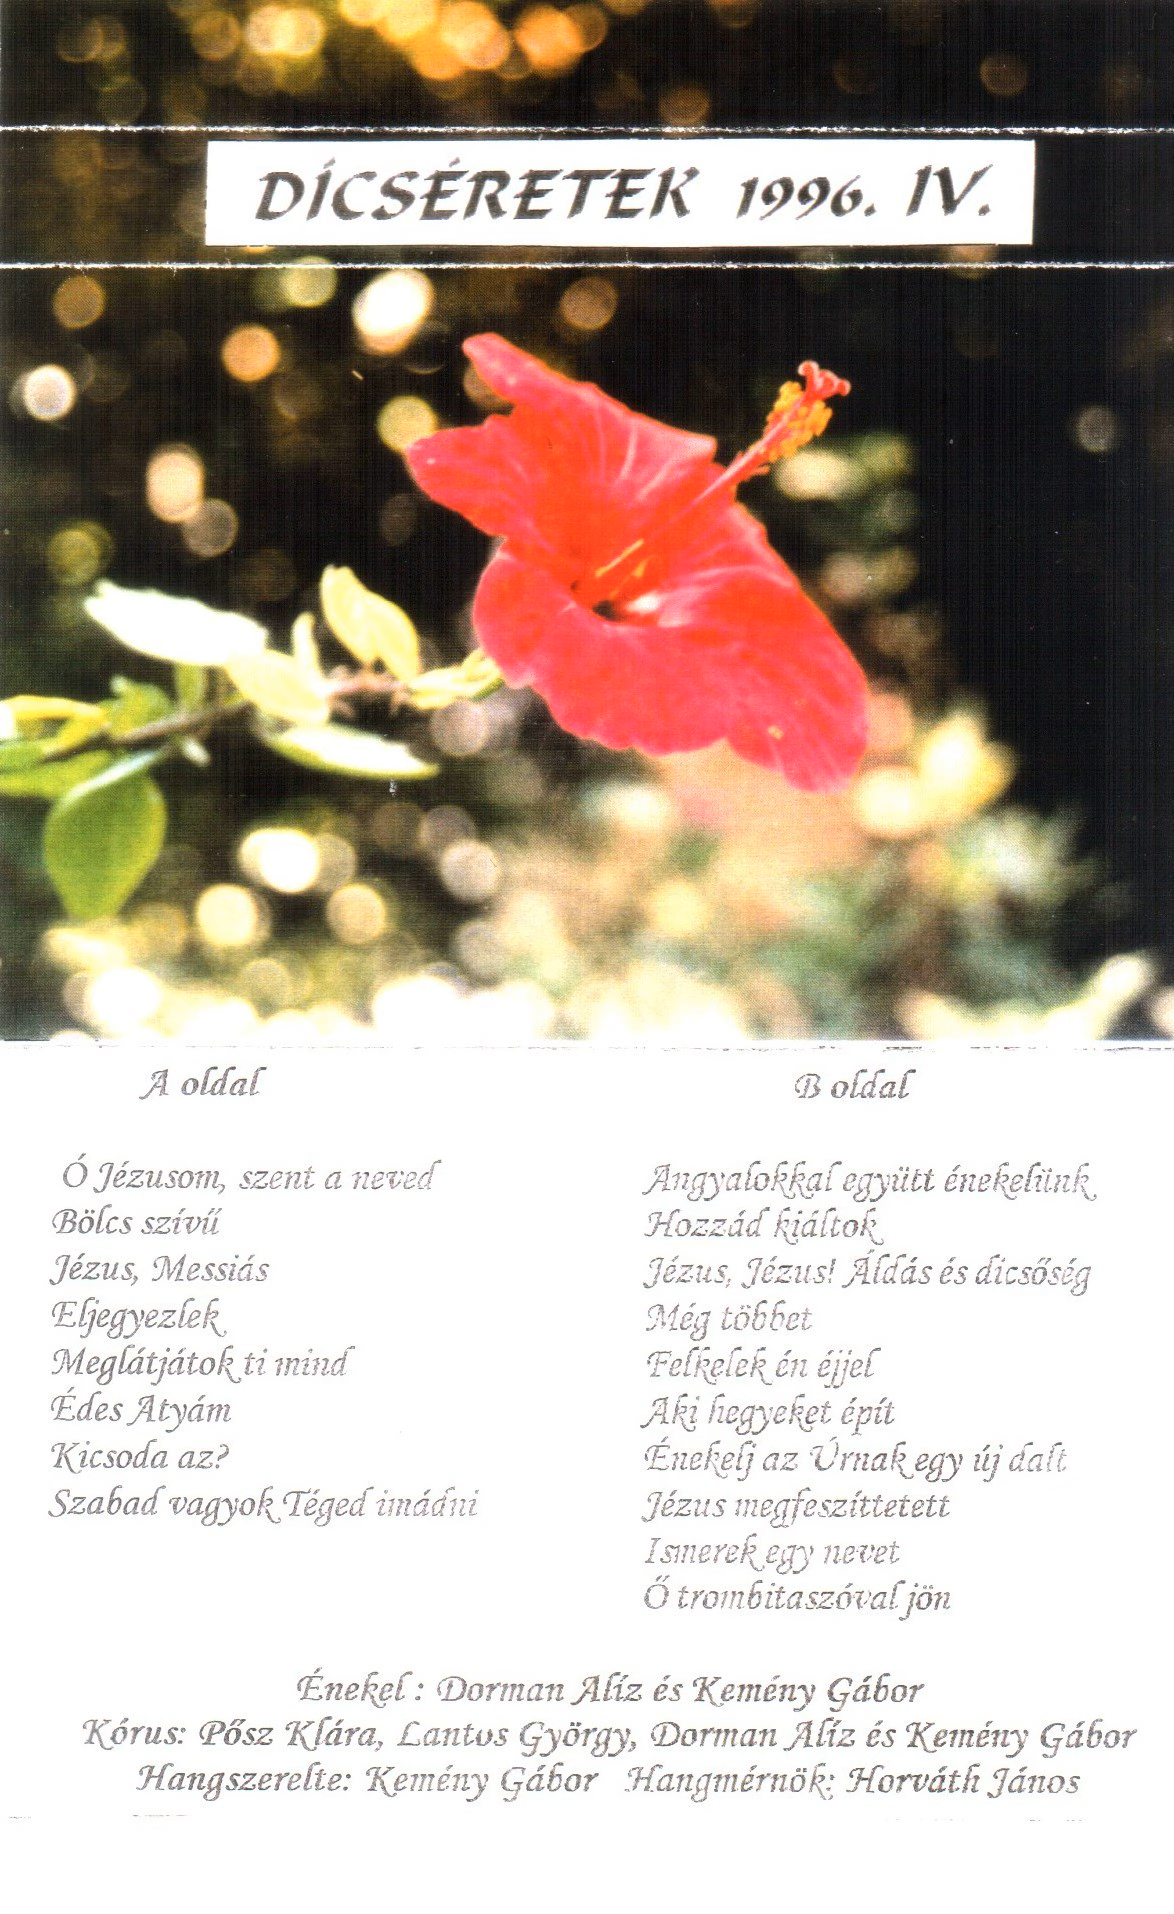 DÍCSÉRETEK 1996. IV.
A oldal
Ó Jézusom, szent a neved
Bölcs szívű
Jézus, Messiás
Eljegyezlek
Meglátjátok ti mind
Édes Atyám
Kicsoda az?
Szabad vagyok Téged imádni
B oldal
Angyalokkal együtt énekelünk
Hozzád kiáltok
Jézus, Jézus! Áldás és dicsőség
Még többet
Felkelek én éjjel
Aki hegyeket épít
Énekelj az Úrnak egy új dalt
Jézus megfeszíttetett
Ismerek egy nevet
Ő trombitaszóval jön
Énekel : Dorman Alíz és Kemény Gábor
Kórus: Pősz Klára, Lantos György, Dorman Alíz és Kemény Gábor
Hangszerelte: Kemény Gábor Hangmérnök: Horváth János